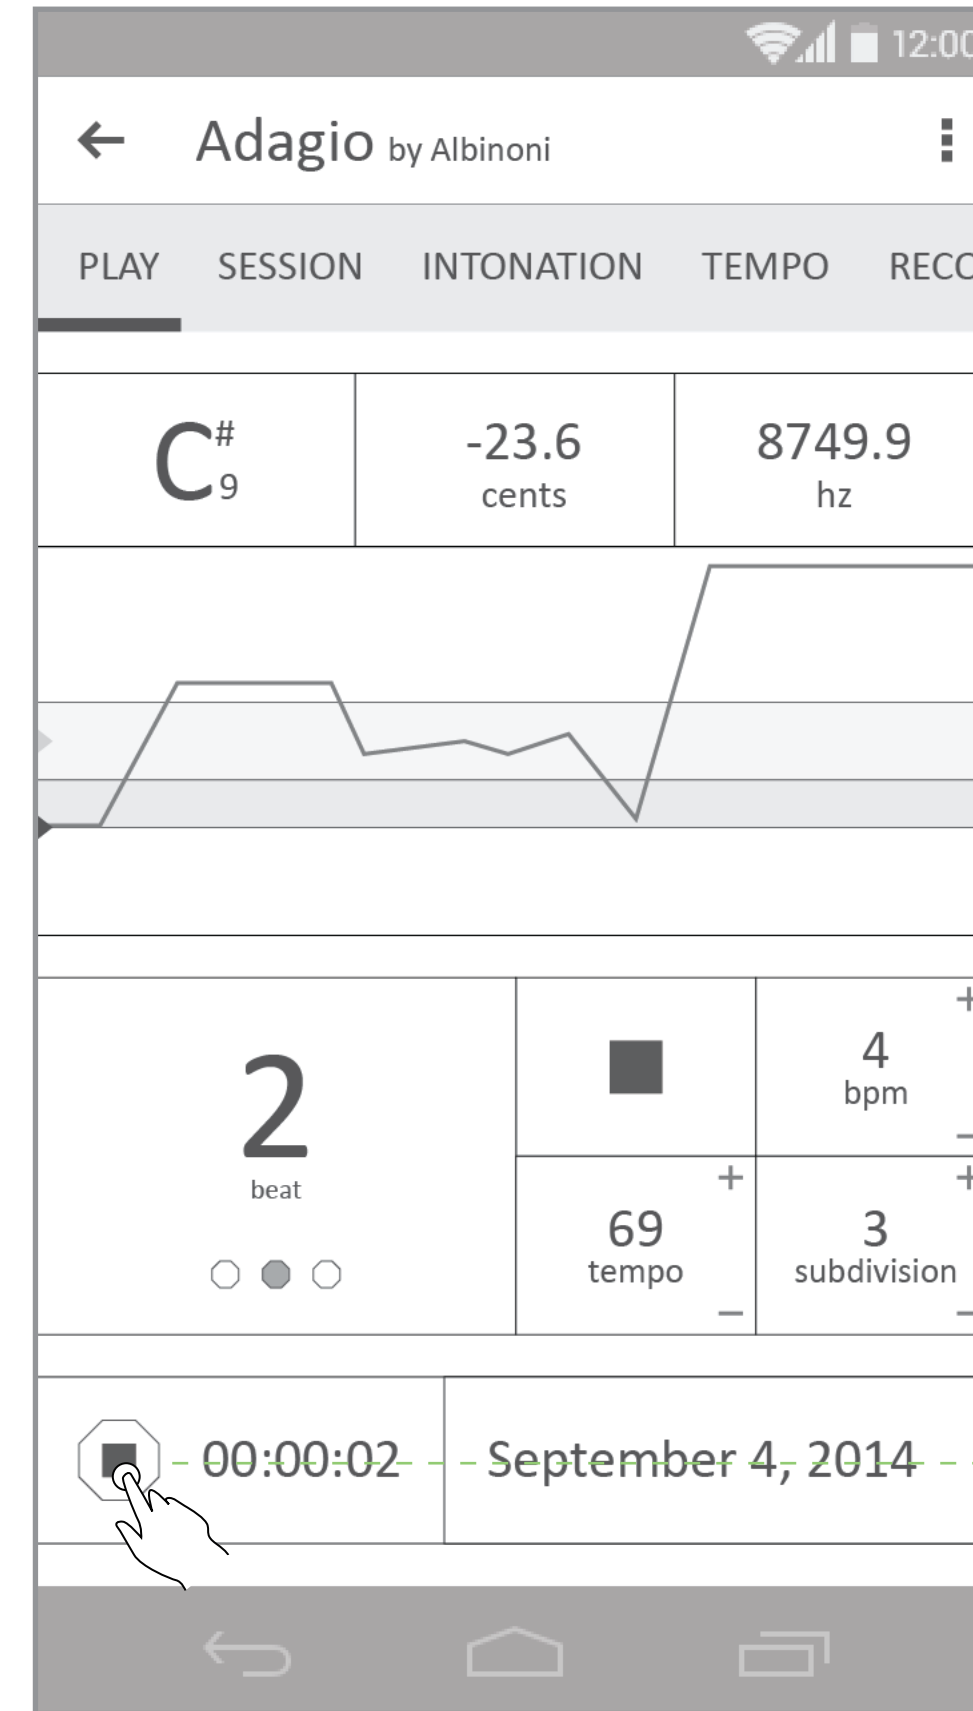 12:00
Adagio by Albinoni
PLAY SESSION INTONATION TEMPO RECO
C#9 -23.6 8749.9
cents hz
2
beat
+
4
bpm
−
+ +
69 3
tempo subdivision
− −
00:00:02 September 4, 2014